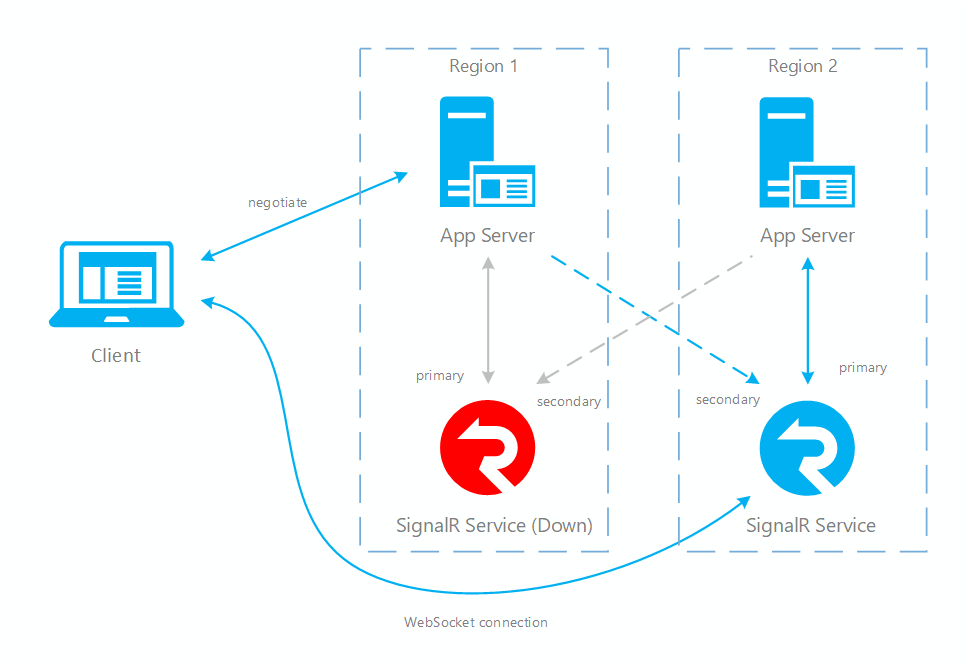 Region 1
Region 2
negotiate
App Server
App Server
Client
primary
primary
secondary
secondary
SignalR Service (Down)
SignalR Service
WebSocket connection